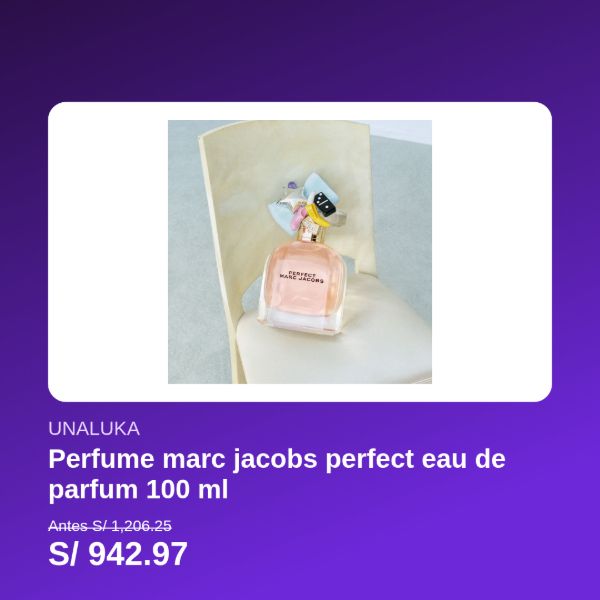 PERFECT
MARC JACOBS
UNALUKA
Perfume marc jacobs perfect eau de
parfum 100 ml
Antes S/ 1,206.25
S/ 942.97